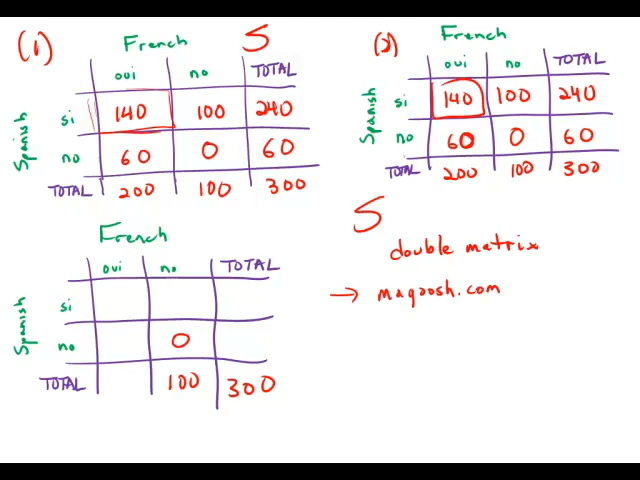 (1) French S
oui no TOTAL
Spanish
si 140 100 240
no 60 0 60
TOTAL 200 100 300
(2) French
oui no TOTAL
Spanish
si 140 100 240
no 60 0 60
TOTAL 200 100 300
S
double matrix
→ magoosh.com
French
oui no TOTAL
Spanish
si
no 0
TOTAL 100 300